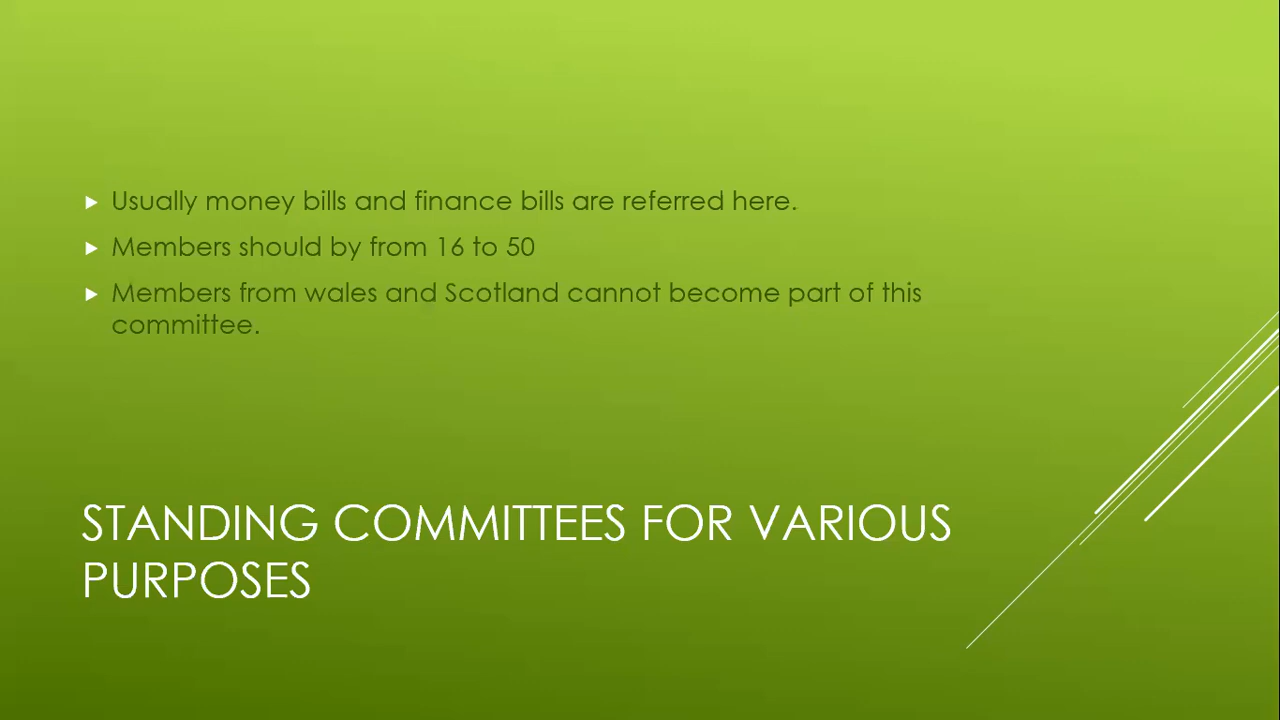 Usually money bills and finance bills are referred here.
Members should by from 16 to 50
Members from wales and Scotland cannot become part of this
committee.
STANDING COMMITTEES FOR VARIOUS
PURPOSES